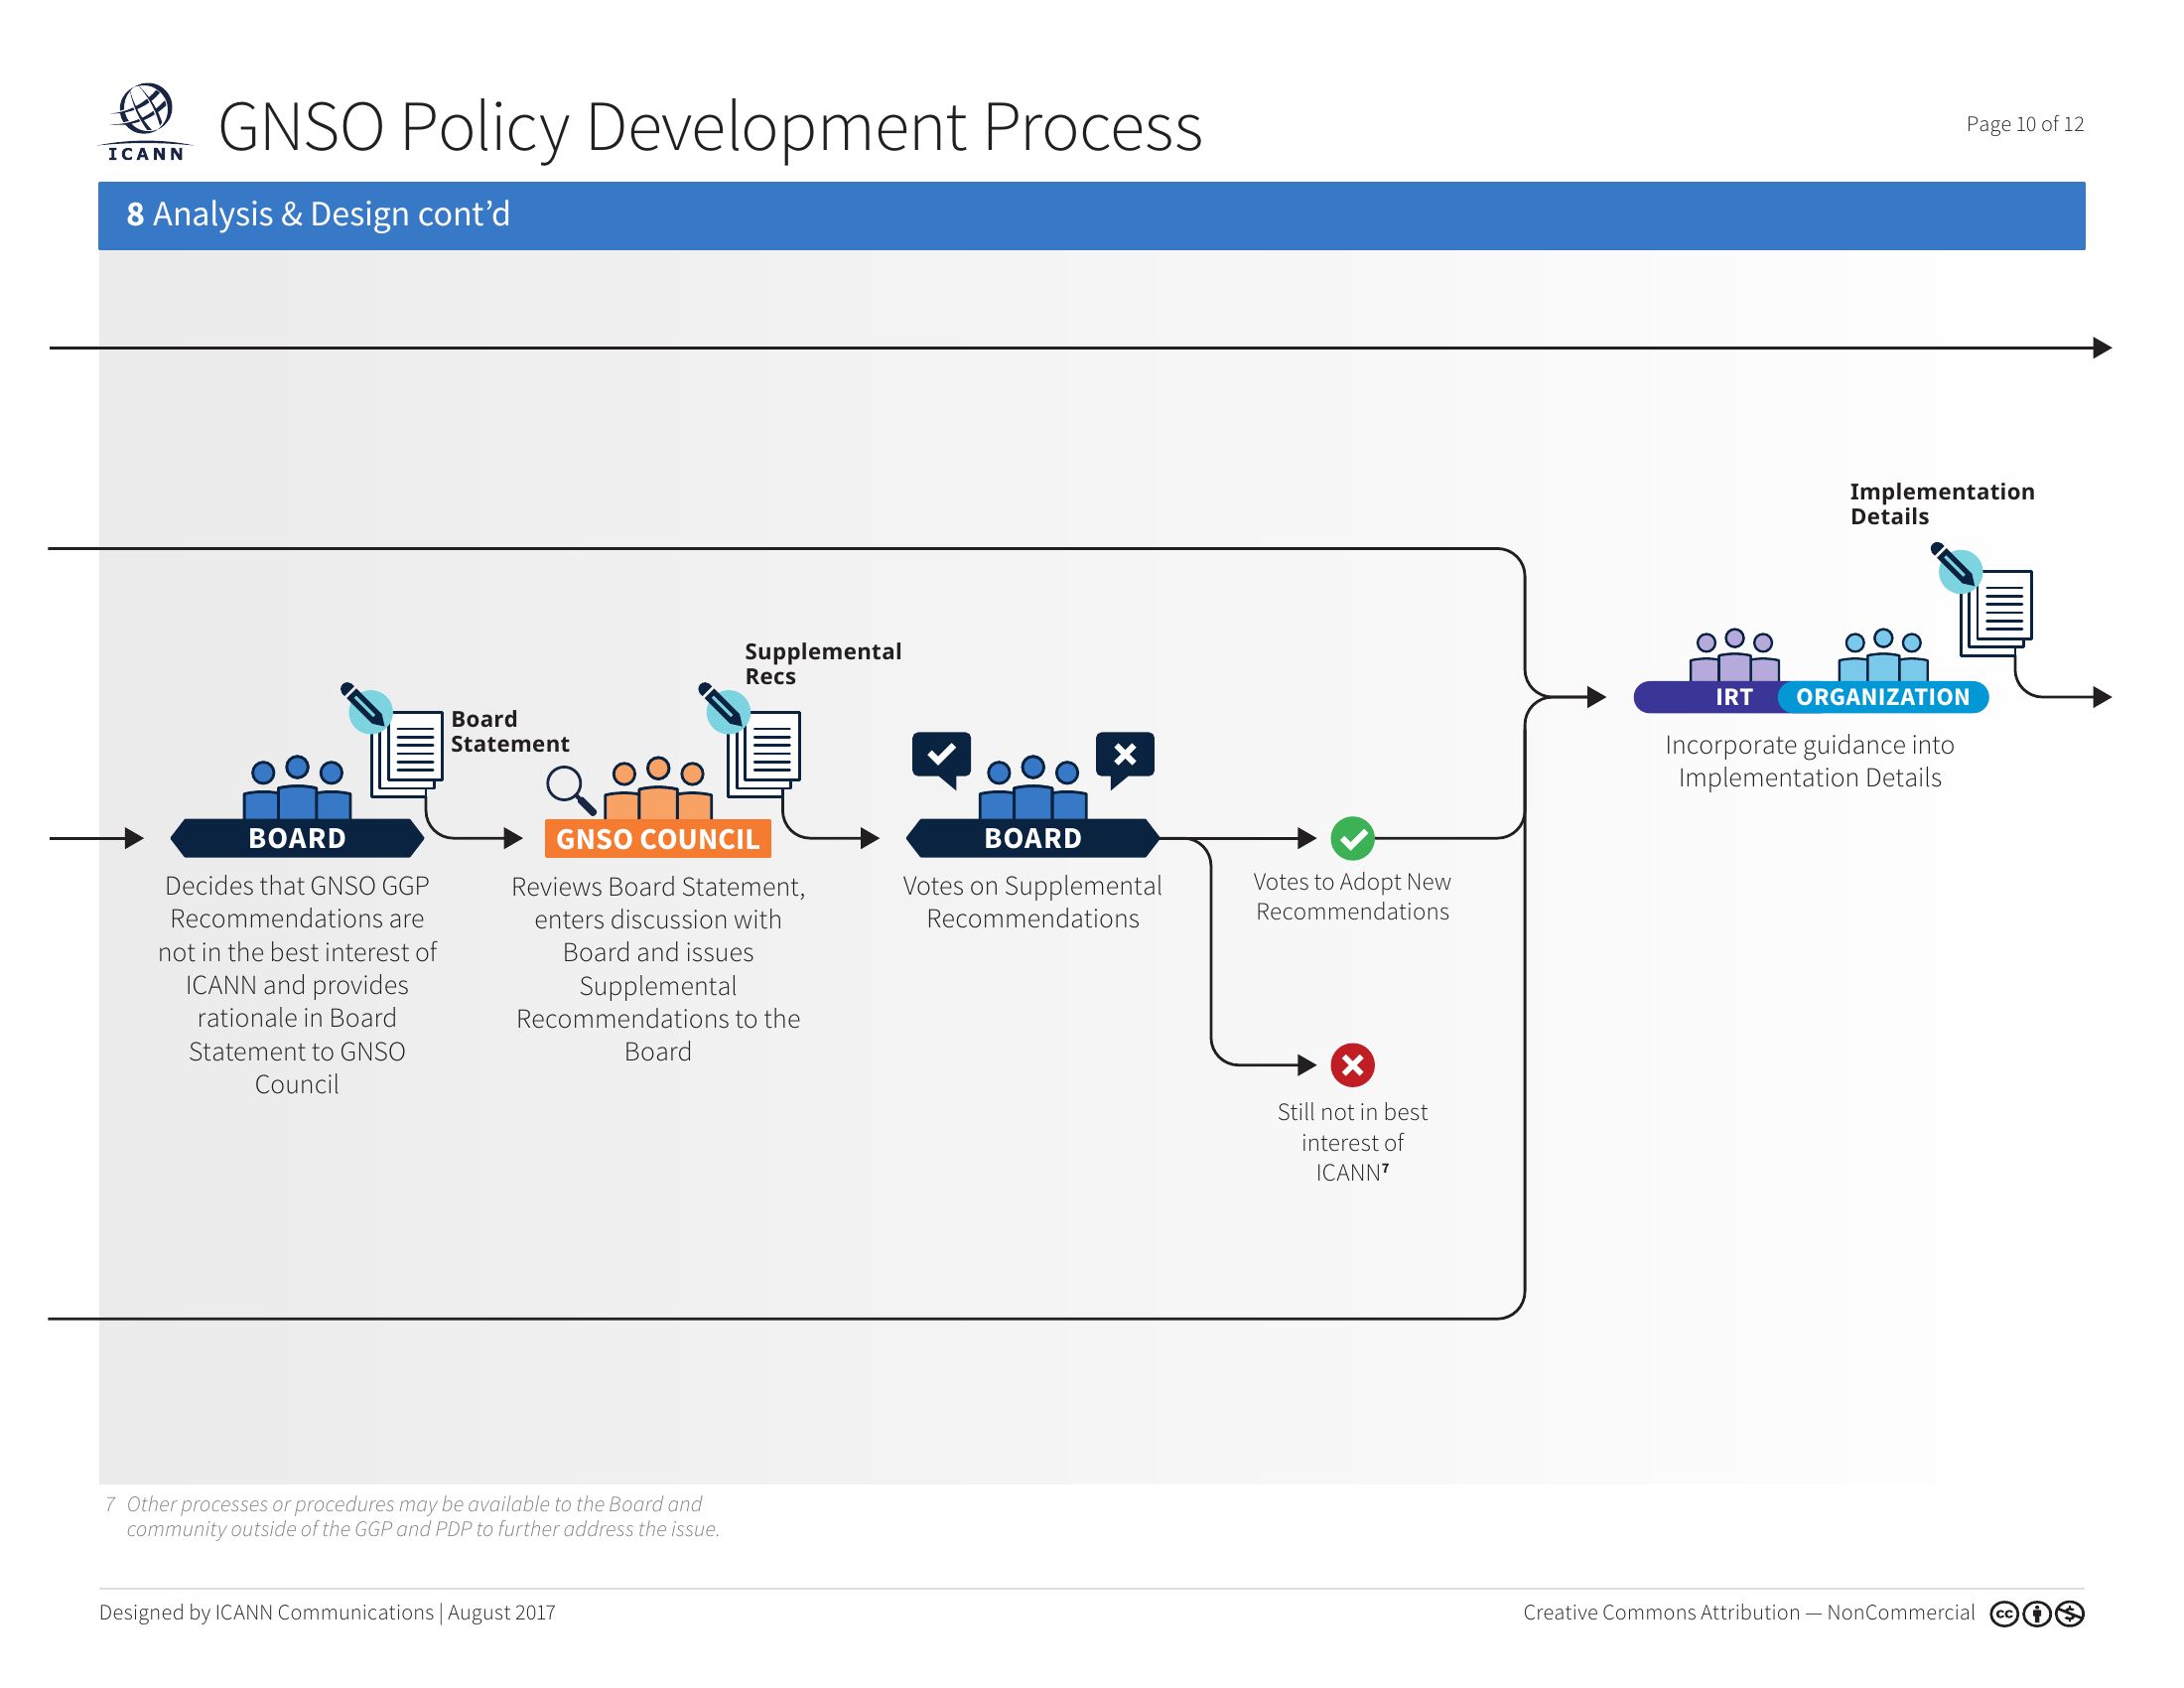 ICANN
GNSO Policy Development Process
Page 10 of 12
8 Analysis & Design cont’d
Implementation
Details
Supplemental
Recs
Board
Statement
IRT
ORGANIZATION
Incorporate guidance into
Implementation Details
BOARD
Decides that GNSO GGP
Recommendations are
not in the best interest of
ICANN and provides
rationale in Board
Statement to GNSO
Council
GNSO COUNCIL
Reviews Board Statement,
enters discussion with
Board and issues
Supplemental
Recommendations to the
Board
BOARD
Votes on Supplemental
Recommendations
Votes to Adopt New
Recommendations
Still not in best
interest of
ICANN⁷
7 Other processes or procedures may be available to the Board and
community outside of the GGP and PDP to further address the issue.
Designed by ICANN Communications | August 2017
Creative Commons Attribution — NonCommercial
cc